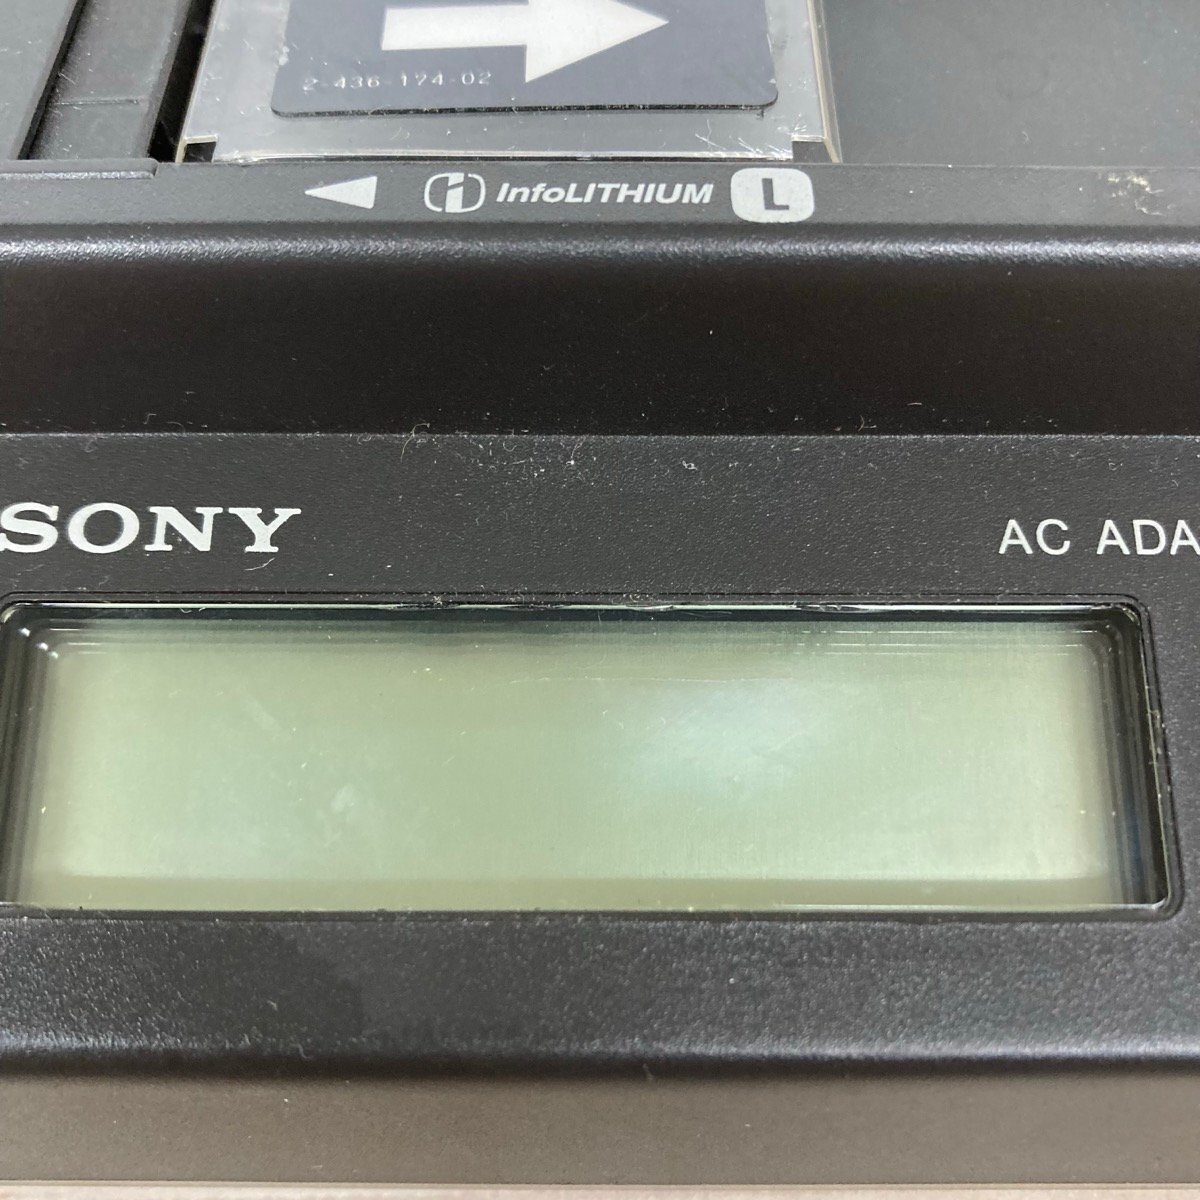 2-436-174-02
InfoLITHIUM L
SONY
AC ADA